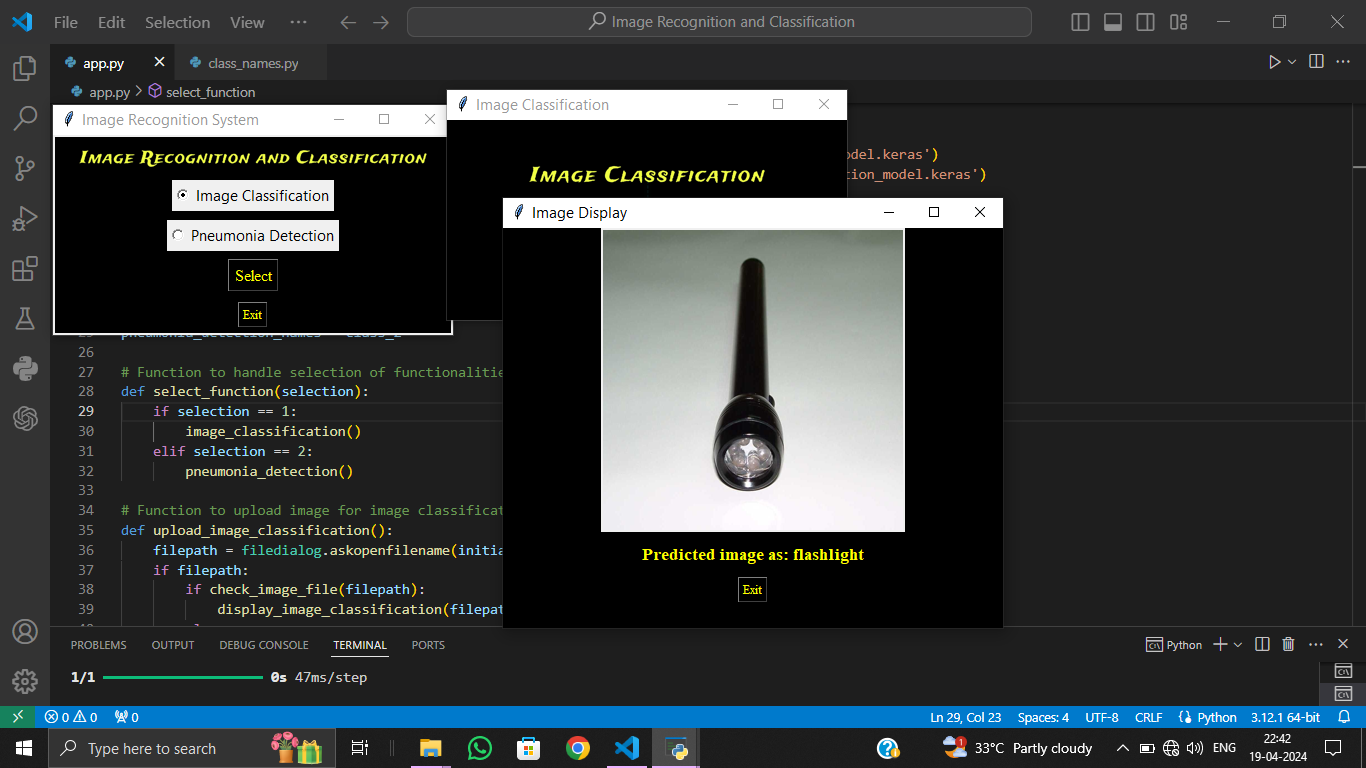 File Edit Selection View ··· Image Recognition and Classification
app.py class_names.py
app.py > select_function
Image Recognition System
Image Recognition and Classification
Image Classification
Pneumonia Detection
Select
Exit
Image Classification
Image Classification
odel.keras')
tion_model.keras')
Image Display
Predicted image as: flashlight
Exit
26
27 # Function to handle selection of functionalitie
28 def select_function(selection):
29 if selection == 1:
30 image_classification()
31 elif selection == 2:
32 pneumonia_detection()
33
34 # Function to upload image for image classificat
35 def upload_image_classification():
36 filepath = filedialog.askopenfilename(initia
37 if filepath:
38 if check_image_file(filepath):
39 display_image_classification(filepat
PROBLEMS OUTPUT DEBUG CONSOLE TERMINAL PORTS Python
1/1 0s 47ms/step
0 0 0 Ln 29, Col 23 Spaces: 4 UTF-8 CRLF Python 3.12.1 64-bit
Type here to search 1 33°C Partly cloudy ENG 22:42
19-04-2024